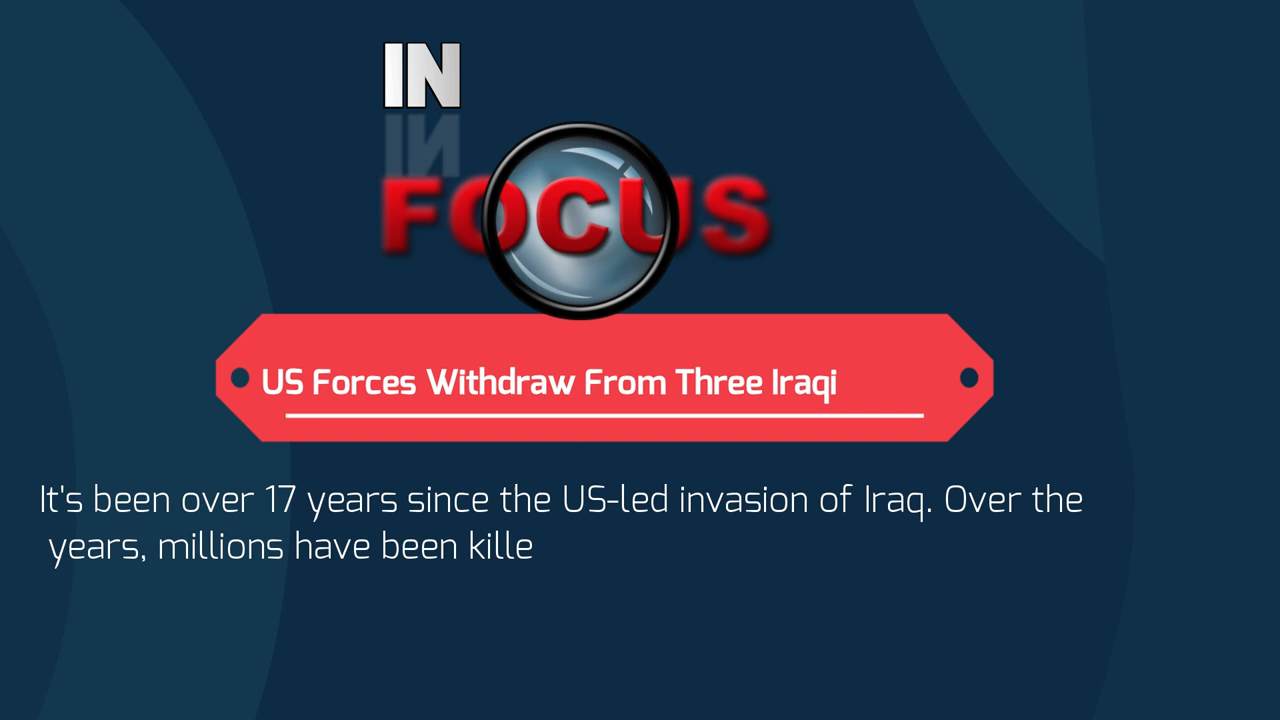 IN
FOCUS
US Forces Withdraw From Three Iraqi
It's been over 17 years since the US-led invasion of Iraq. Over the
years, millions have been kille